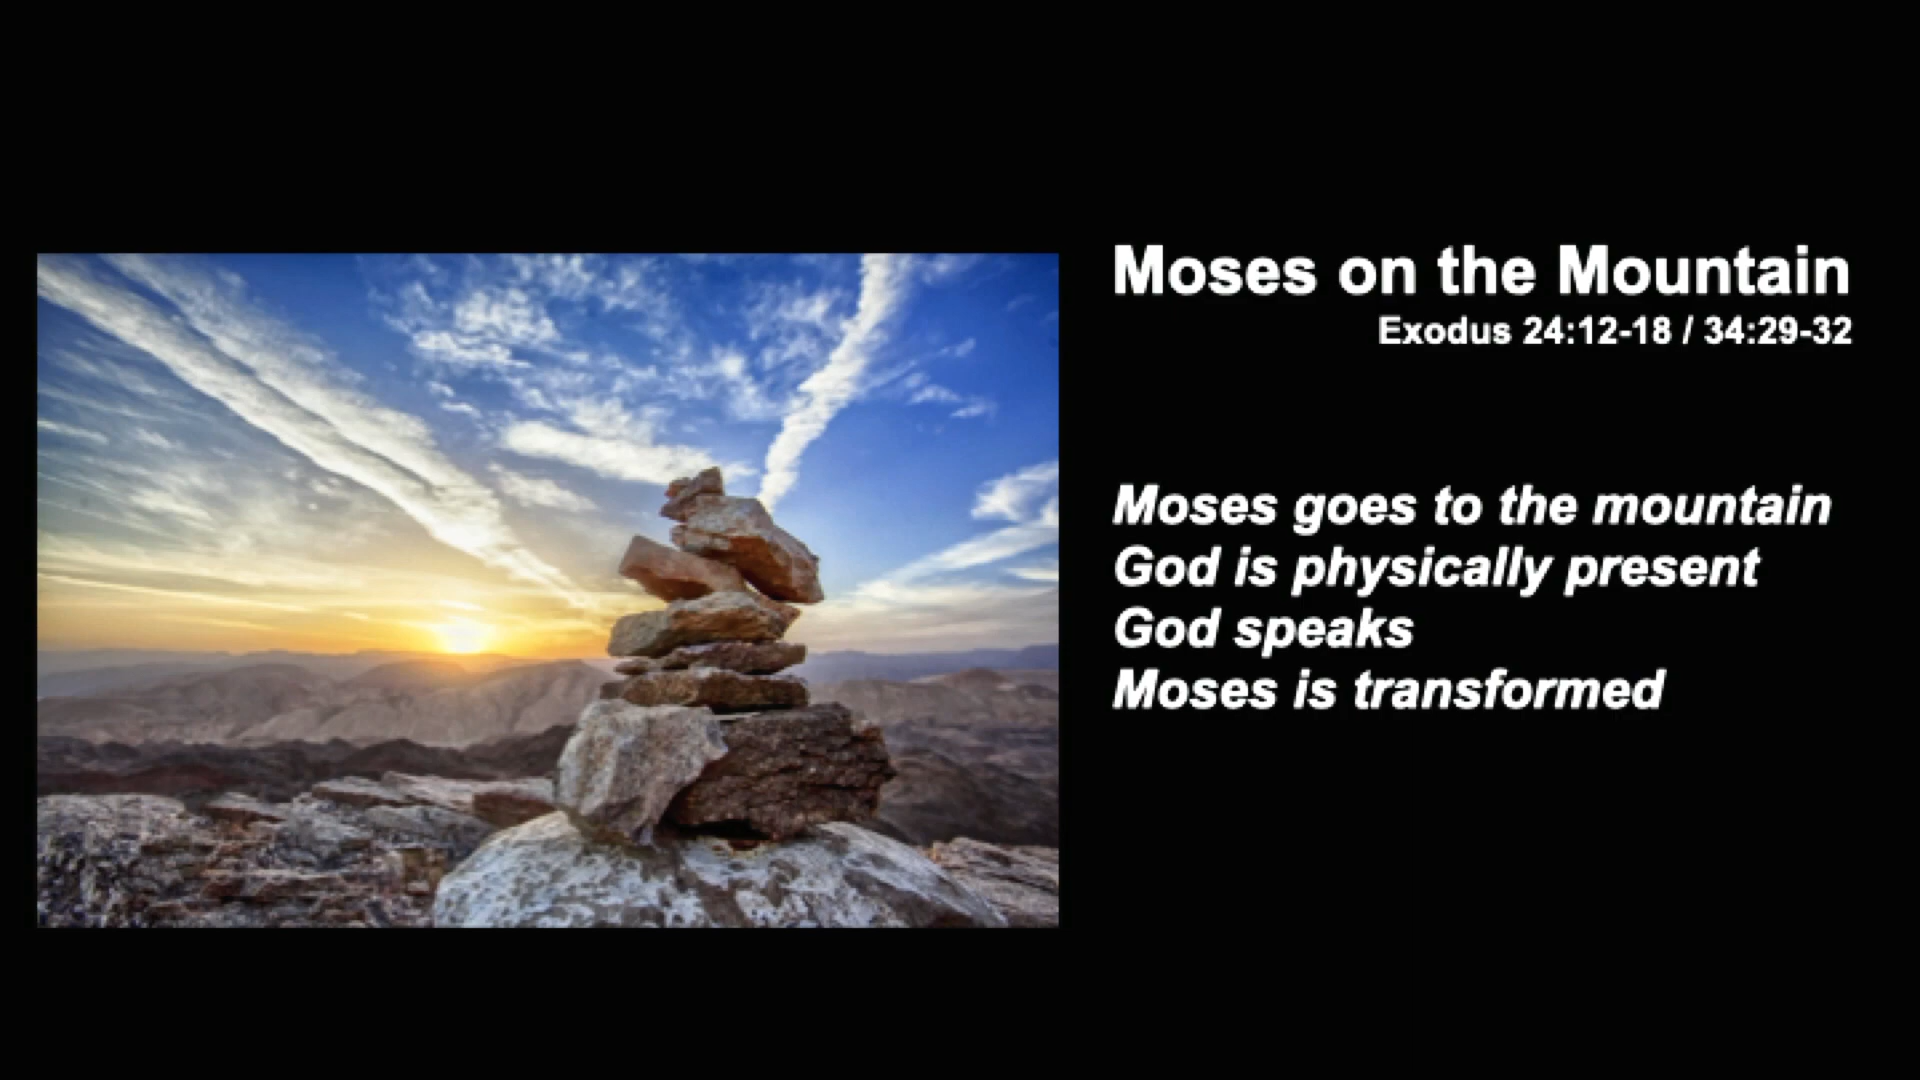 Moses on the Mountain
Exodus 24:12-18 / 34:29-32
Moses goes to the mountain
God is physically present
God speaks
Moses is transformed